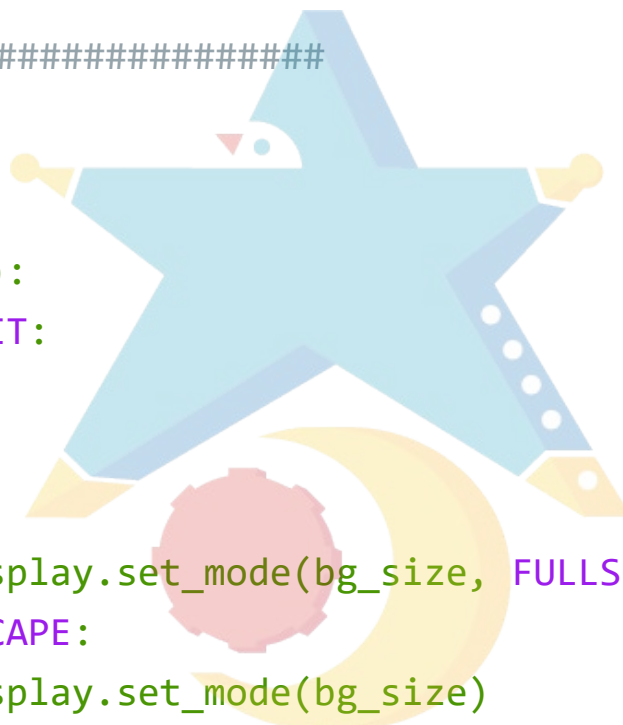 ###############
):
IT:
splay.set_mode(bg_size, FULLS
CAPE:
splay.set_mode(bg_size)